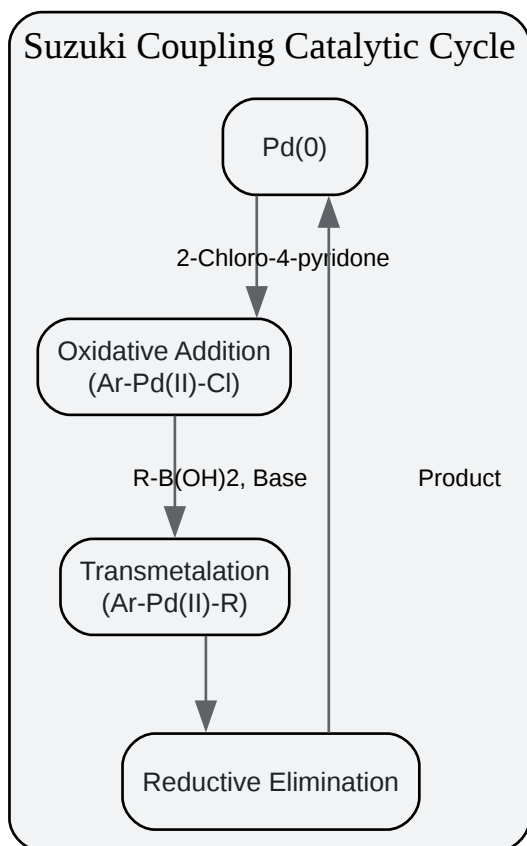 Suzuki Coupling Catalytic Cycle
Pd(0)
2-Chloro-4-pyridone
Oxidative Addition
(Ar-Pd(II)-Cl)
R-B(OH)2, Base
Product
Transmetalation
(Ar-Pd(II)-R)
Reductive Elimination